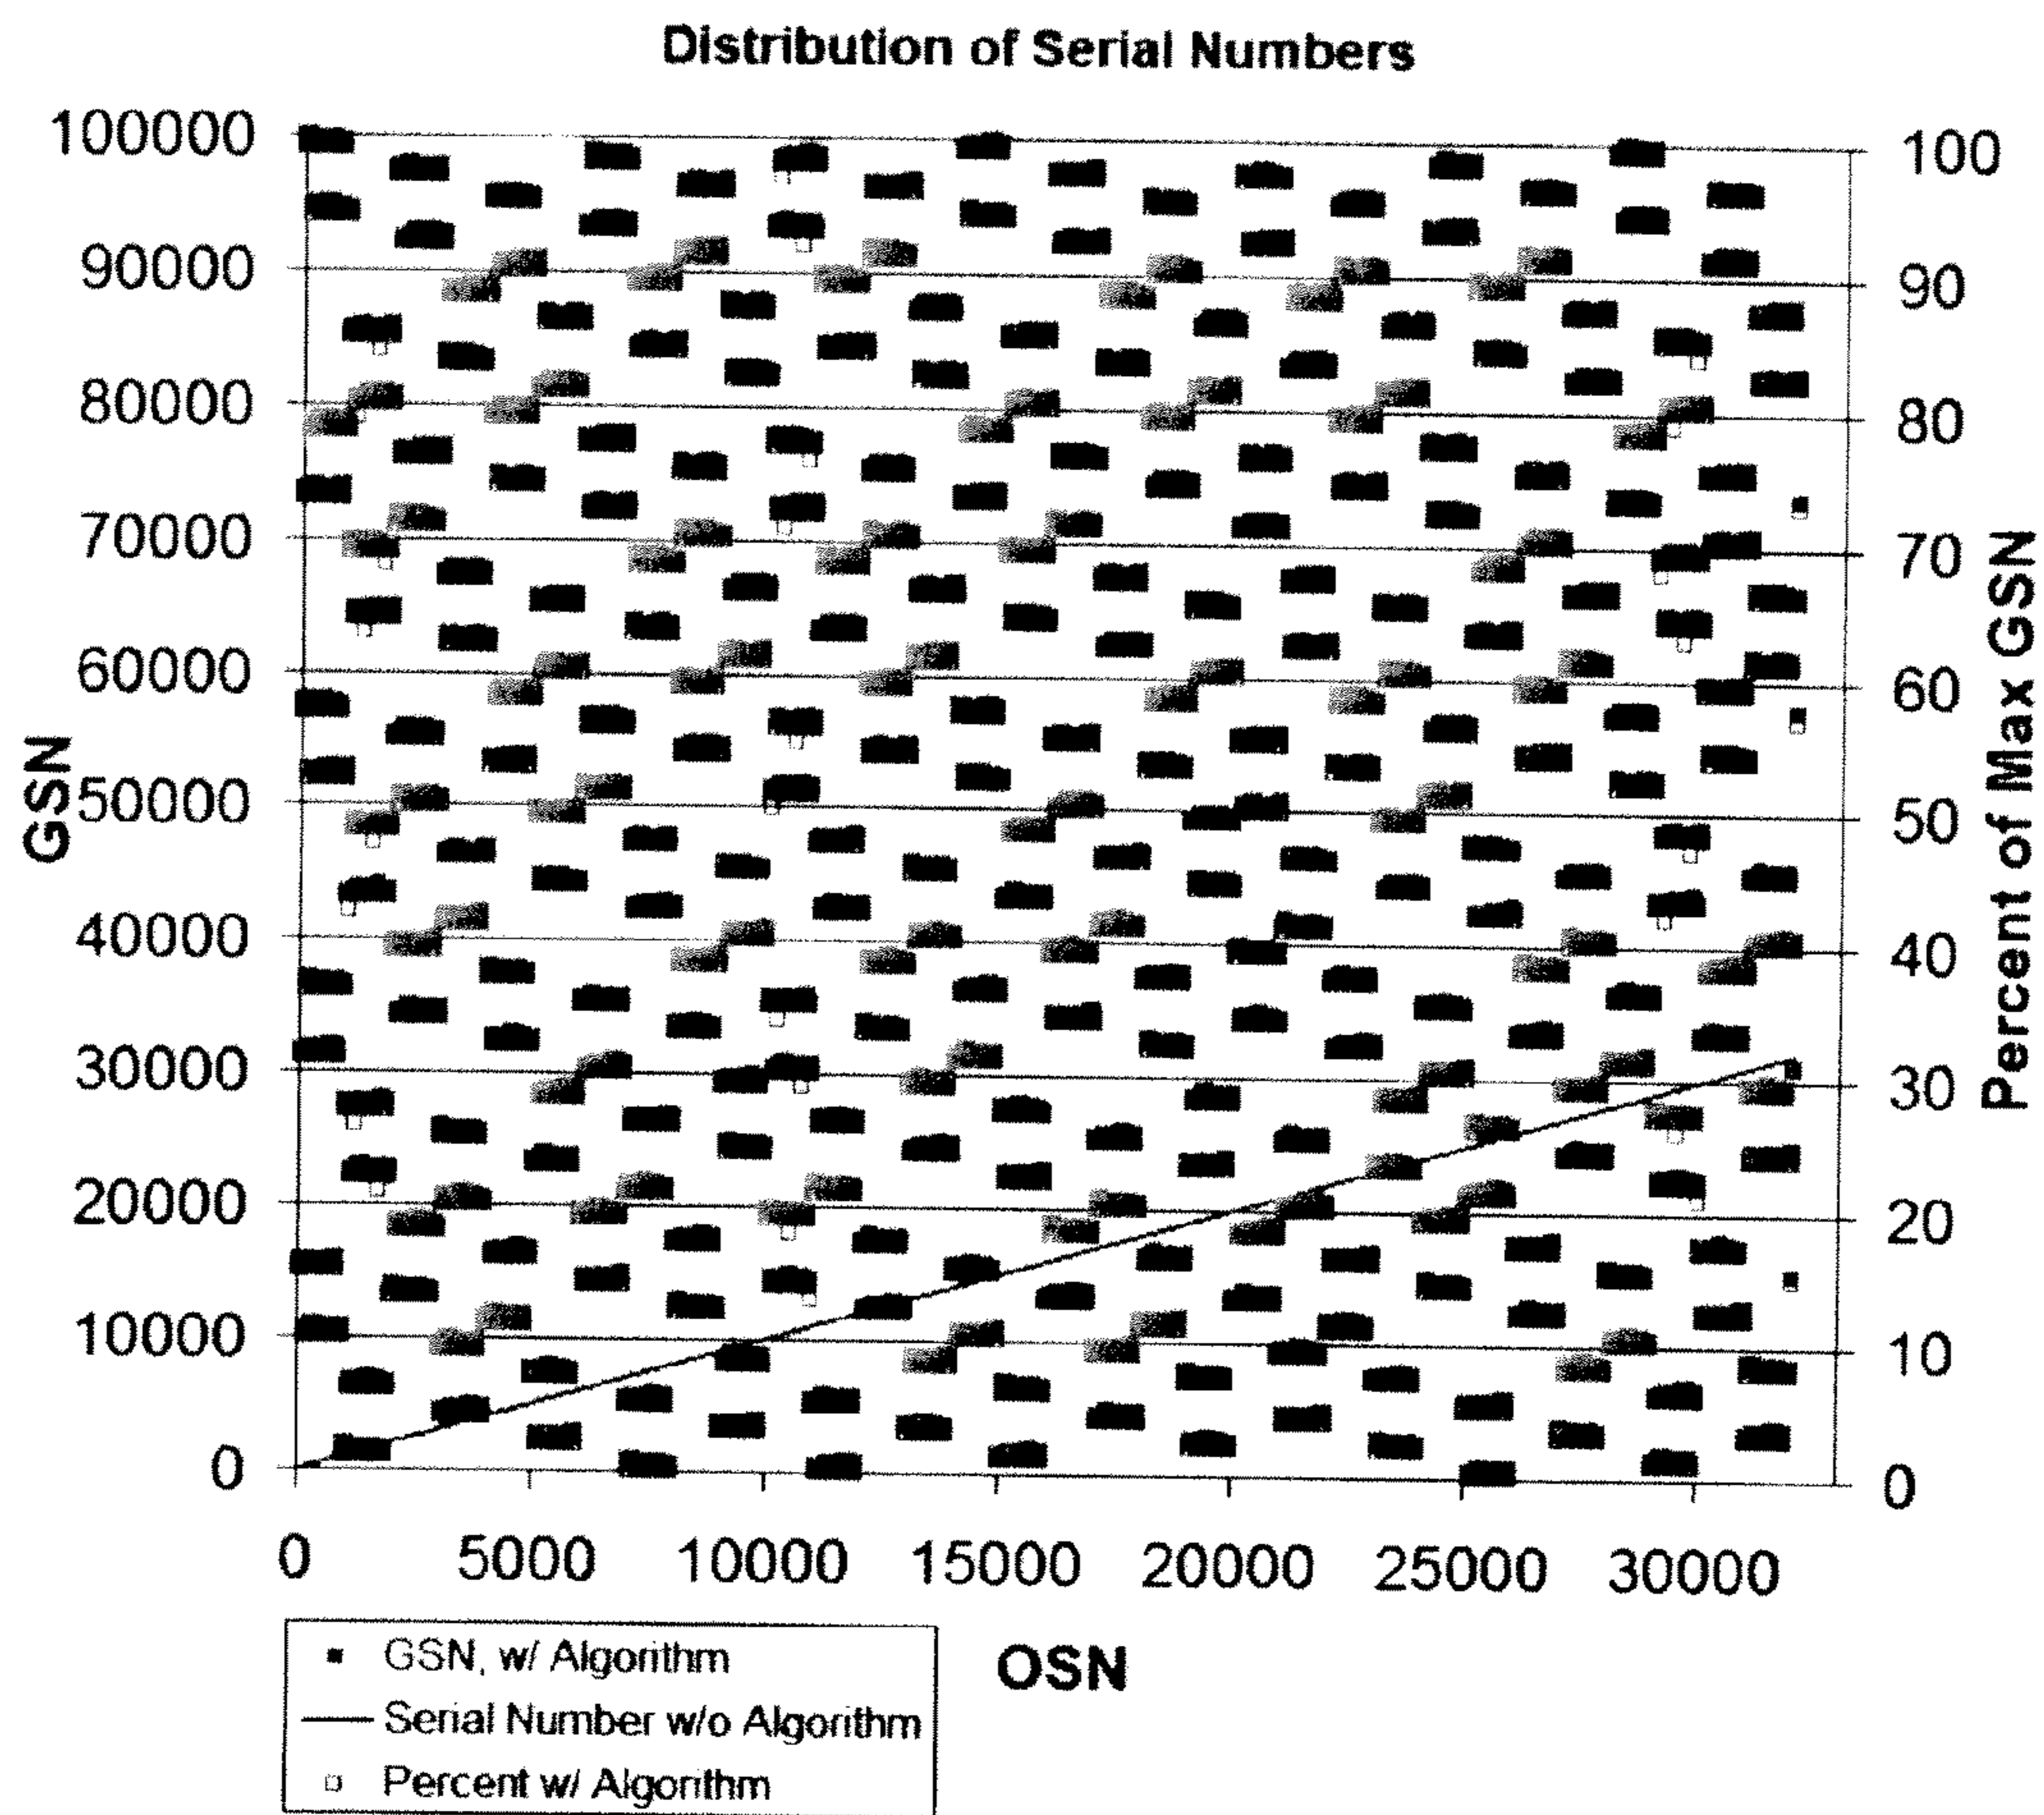 Distribution of Serial Numbers
100000
90000
80000
70000
60000
50000
40000
30000
20000
10000
0
GSN
100
90
80
70
60
50
40
30
20
10
0
Percent of Max GSN
0 5000 10000 15000 20000 25000 30000
OSN
GSN, w/ Algorithm
Serial Number w/o Algorithm
Percent w/ Algorithm